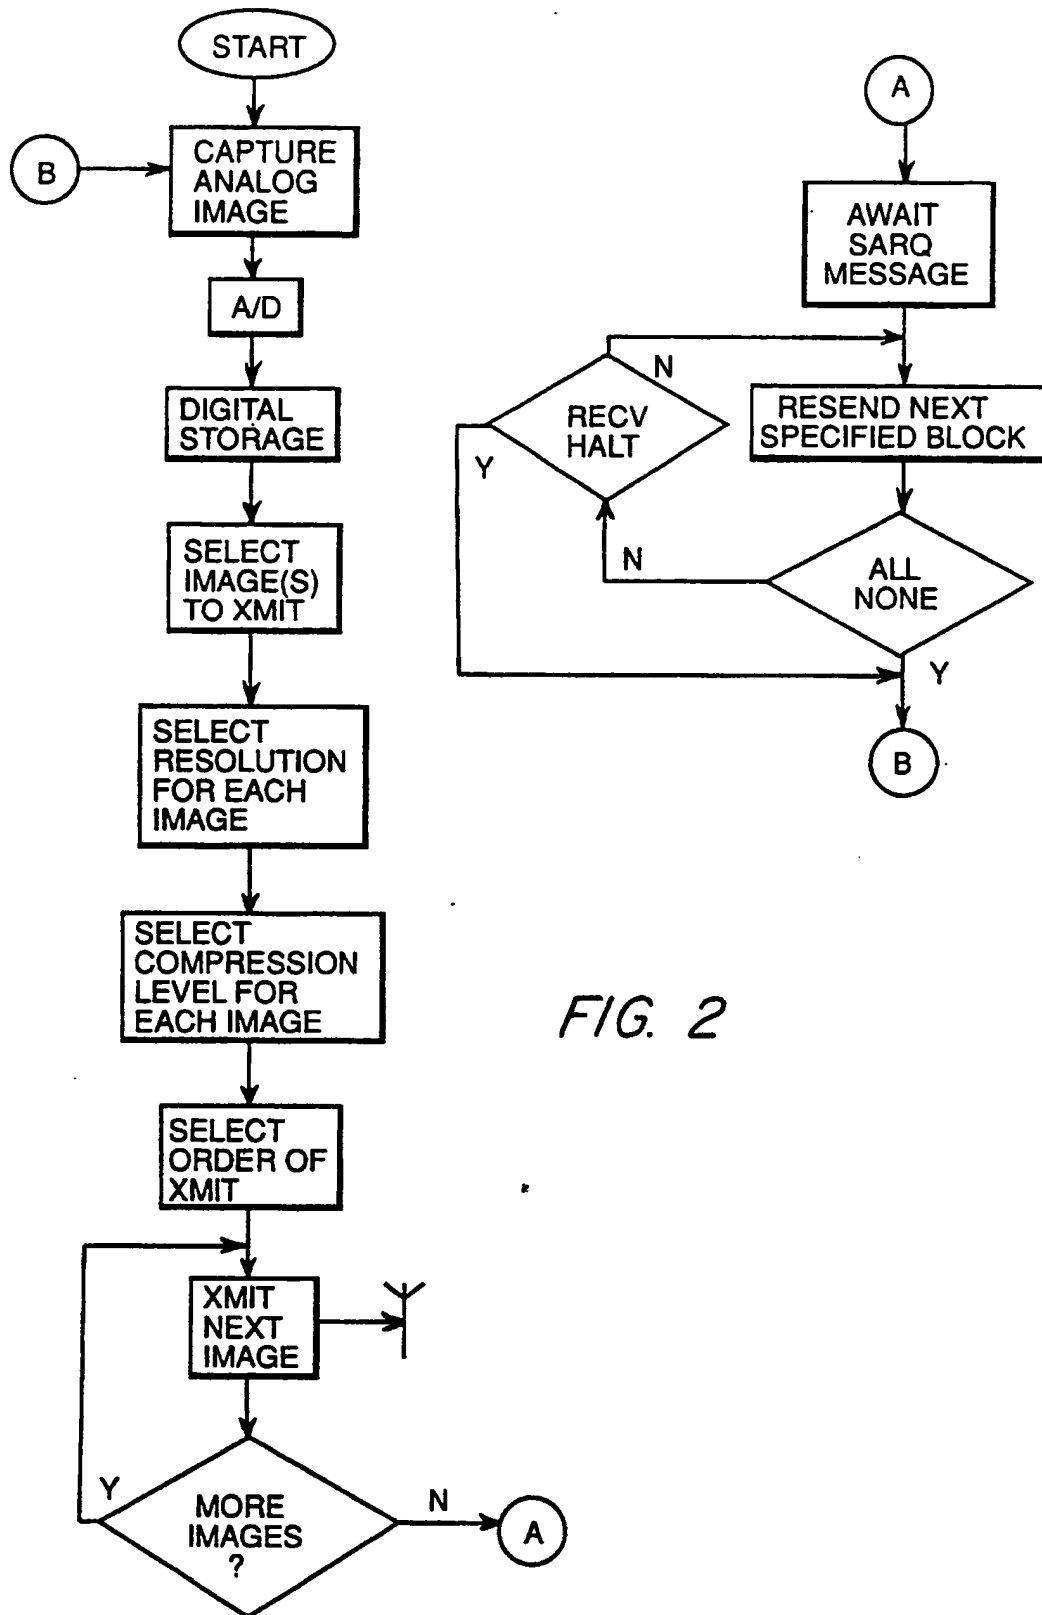 START
B
CAPTURE
ANALOG
IMAGE
A/D
DIGITAL
STORAGE
SELECT
IMAGE(S)
TO XMIT
SELECT
RESOLUTION
FOR EACH
IMAGE
SELECT
COMPRESSION
LEVEL FOR
EACH IMAGE
SELECT
ORDER OF
XMIT
XMIT
NEXT
IMAGE
Y
MORE
IMAGES
?
N
A
A
AWAIT
SARQ
MESSAGE
N
RECV
HALT
Y
RESEND NEXT
SPECIFIED BLOCK
N
ALL
NONE
Y
B
FIG. 2